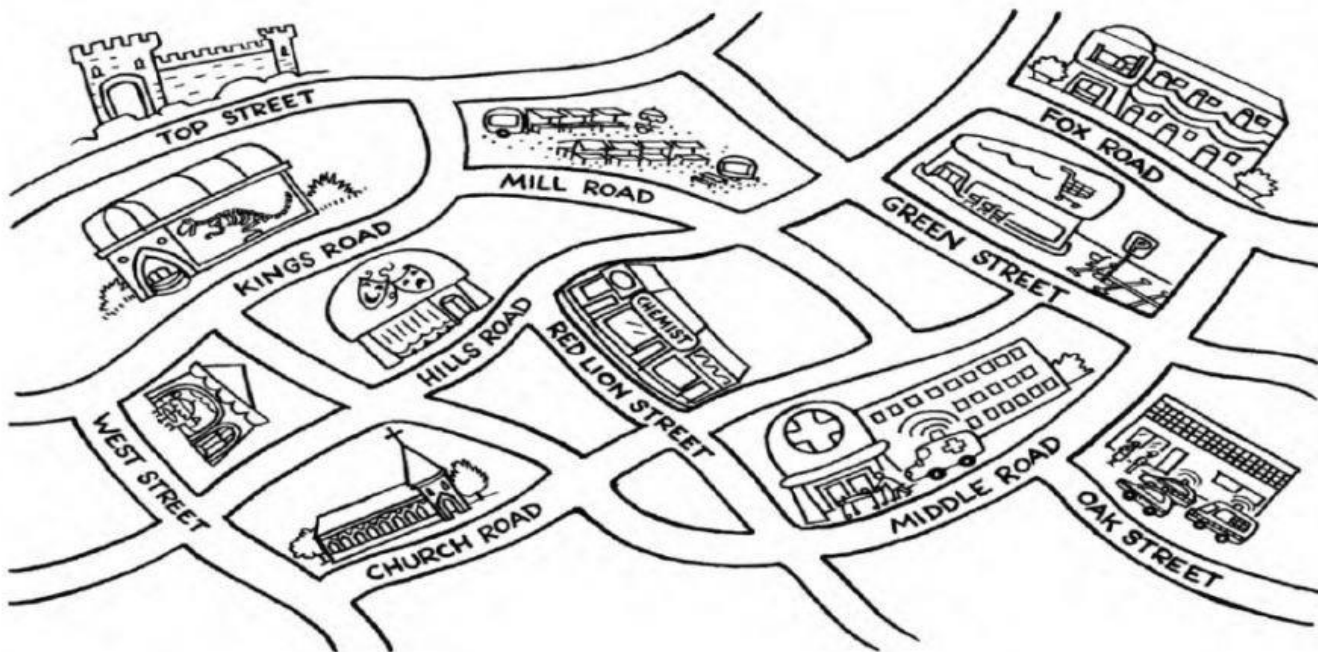 TOP STREET
FOX ROAD
MILL ROAD
GREEN STREET
KINGS ROAD
CHEMIST
HILLS ROAD
RED LION STREET
WEST STREET
MIDDLE ROAD
OAK STREET
CHURCH ROAD
P